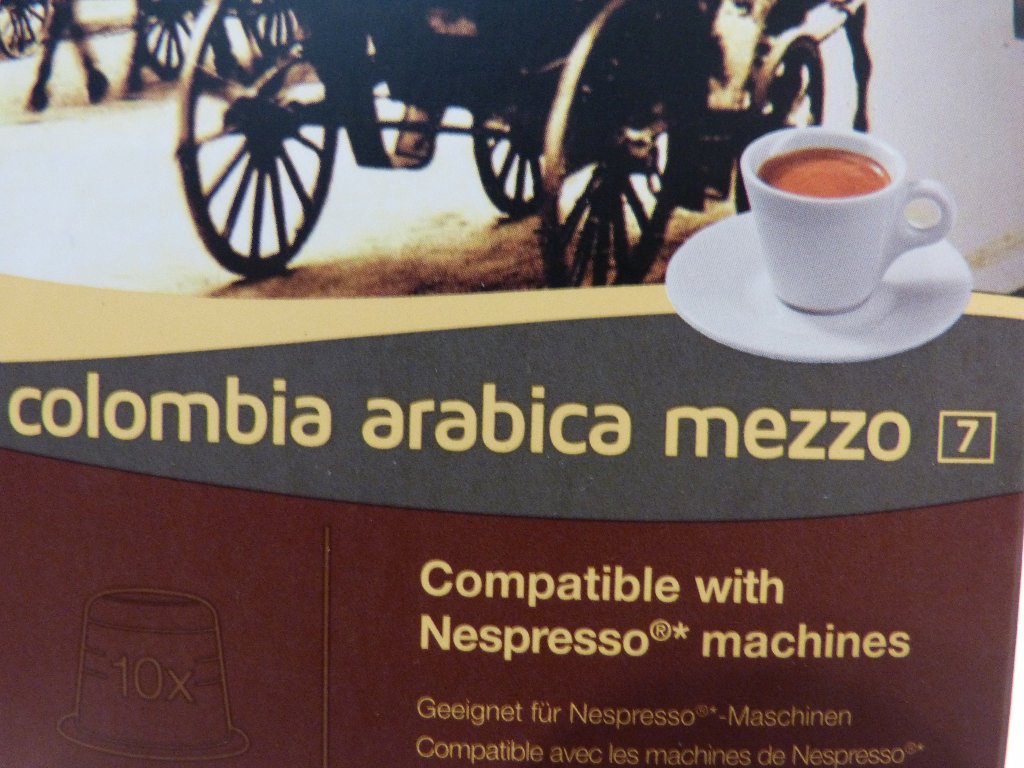 colombia arabica mezzo 7
Compatible with
Nespresso®* machines
10x
Geeignet für Nespresso®*-Maschinen
Compatible avec les machines de Nespresso®*